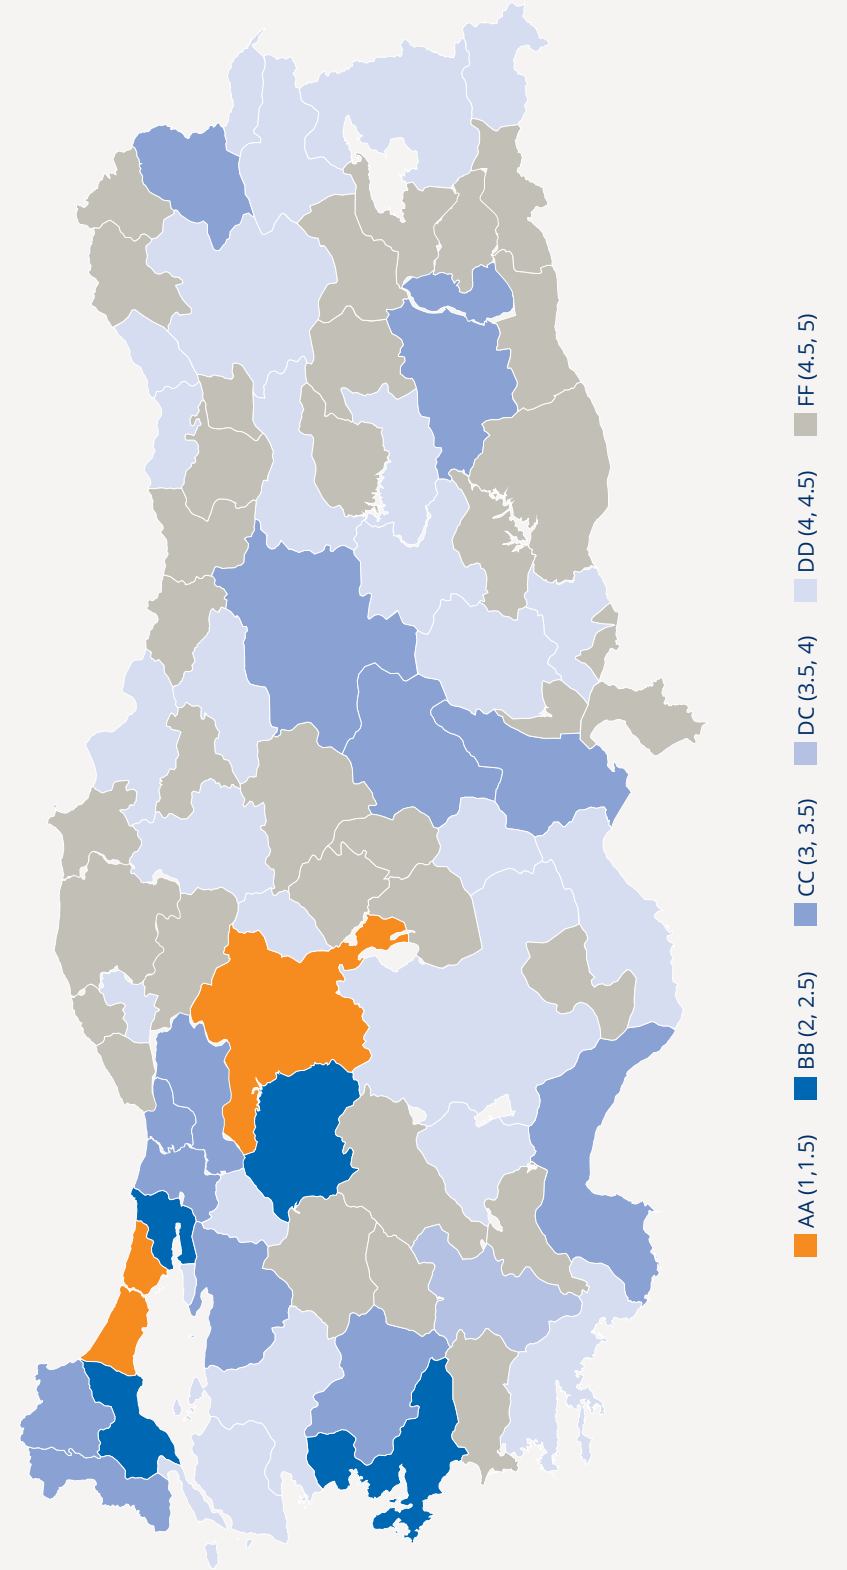 AA (1,1.5)
BB (2, 2.5)
CC (3, 3.5)
DC (3.5, 4)
DD (4, 4.5)
FF (4.5, 5)